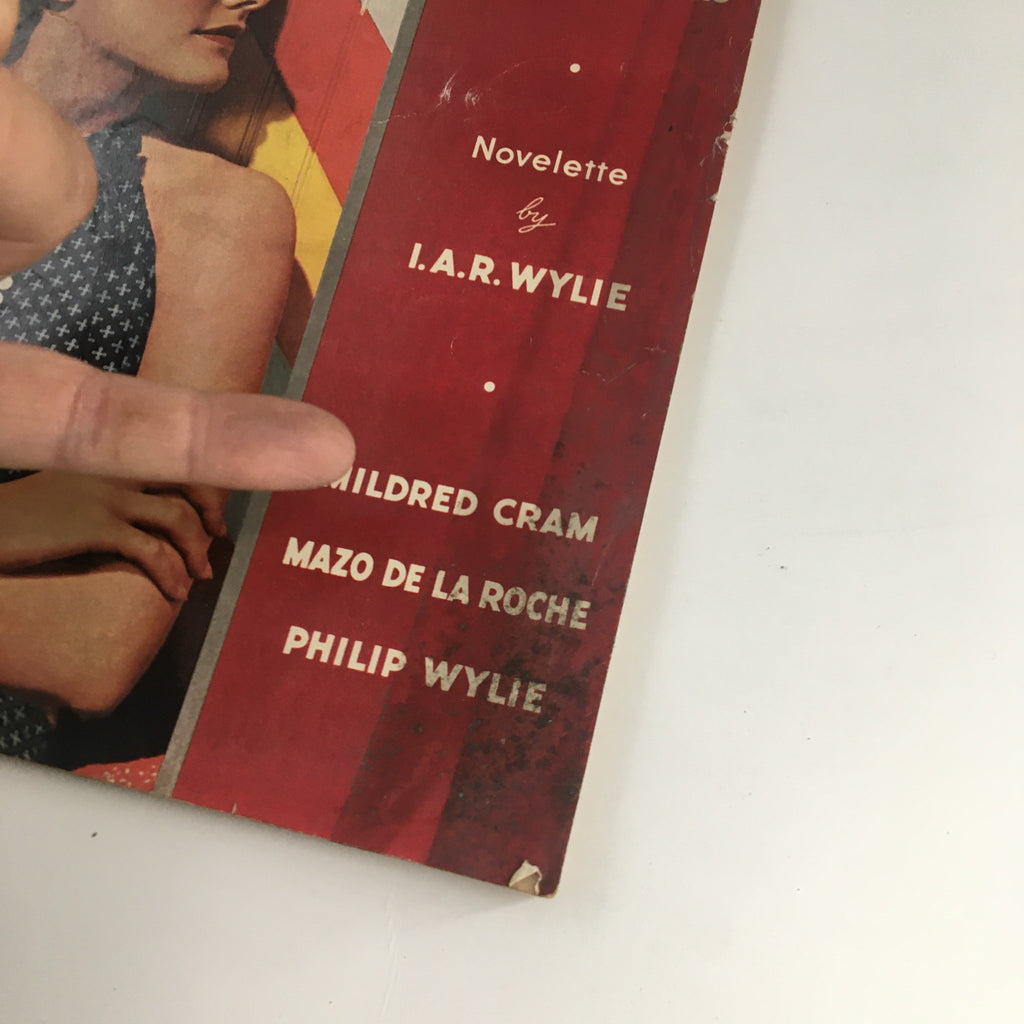 Novelette
by
I.A.R. WYLIE
MILDRED CRAM
MAZO DE LA ROCHE
PHILIP WYLIE